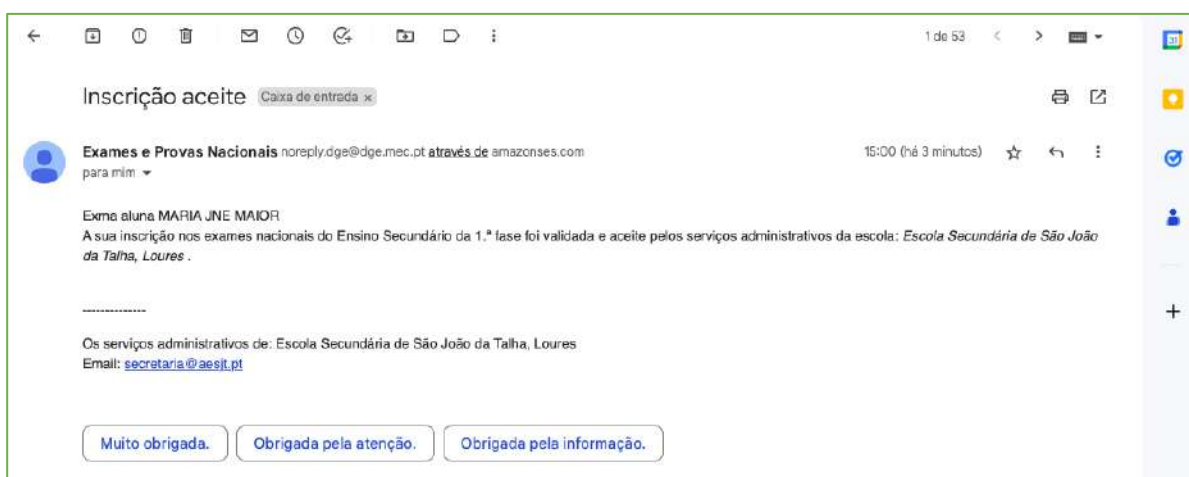 1 de 53
Inscrição aceite Caixa de entrada x
Exames e Provas Nacionais noreply.dge@dge.mec.pt através de amazonses.com 15:00 (há 3 minutos)
para mim
Exma aluna MARIA JNE MAIOR
A sua inscrição nos exames nacionais do Ensino Secundário da 1.ª fase foi validada e aceite pelos serviços administrativos da escola: Escola Secundária de São João
da Talha, Loures .
--------------
Os serviços administrativos de: Escola Secundária de São João da Talha, Loures
Email: secretaria@aesjt.pt
Muito obrigada. Obrigada pela atenção. Obrigada pela informação.
31